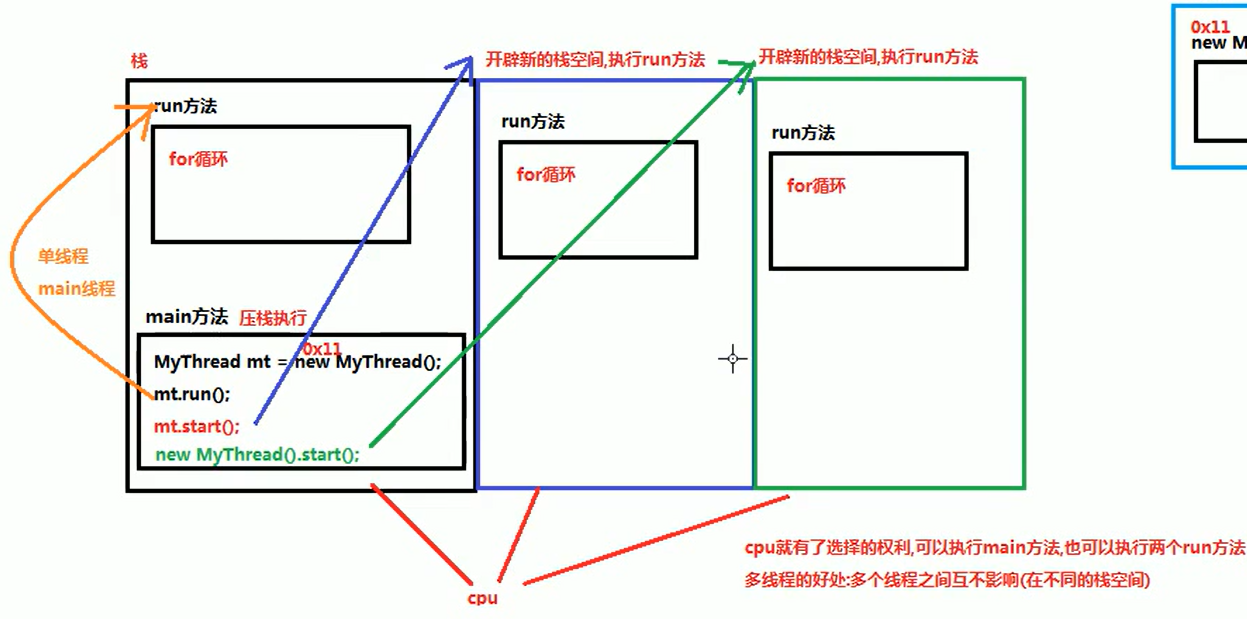 栈
开辟新的栈空间,执行run方法
开辟新的栈空间,执行run方法
0x11
new M
run方法
for循环
run方法
for循环
run方法
for循环
单线程
main线程
main方法 压栈执行
0x11
MyThread mt = new MyThread();
mt.run();
mt.start();
new MyThread().start();
cpu
cpu就有了选择的权利,可以执行main方法,也可以执行两个run方法
多线程的好处:多个线程之间互不影响(在不同的栈空间)